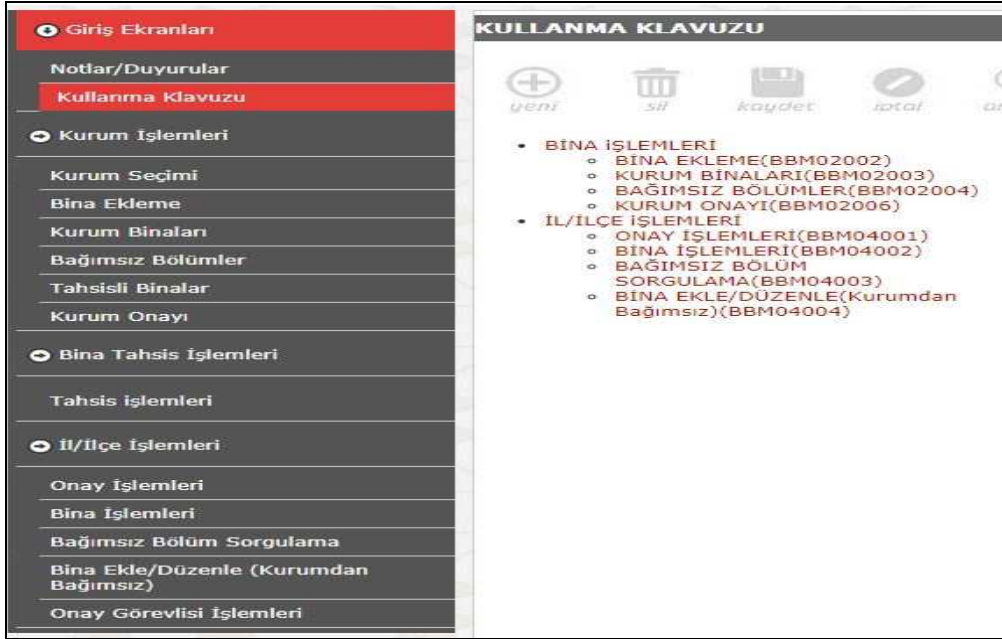 Giriş Ekranları
Notlar/Duyurular
Kullanma Klavuzu
Kurum İşlemleri
Kurum Seçimi
Bina Ekleme
Kurum Binaları
Bağımsız Bölümler
Tahsisli Binalar
Kurum Onayı
Bina Tahsis İşlemleri
Tahsis işlemleri
İl/İlçe İşlemleri
Onay İşlemleri
Bina İşlemleri
Bağımsız Bölüm Sorgulama
Bina Ekle/Düzenle (Kurumdan
Bağımsız)
Onay Görevlisi İşlemleri
KULLANMA KLAVUZU
yeni sil kaydet iptal
BİNA iŞLEMLERİ
BİNA EKLEME(BBM02002)
KURUM BİNALARI(BBM02003)
BAĞIMSIZ BÖLÜMLER(BBM02004)
KURUM ONAYI(BBM02006)
İL/İLÇE iŞLEMLERİ
ONAY İŞLEMLERİ(BBM04001)
BİNA İŞLEMLERİ(BBM04002)
BAĞIMSIZ BÖLÜM
SORGULAMA(BBM04003)
BİNA EKLE/DÜZENLE(Kurumdan
Bağımsız)(BBM04004)